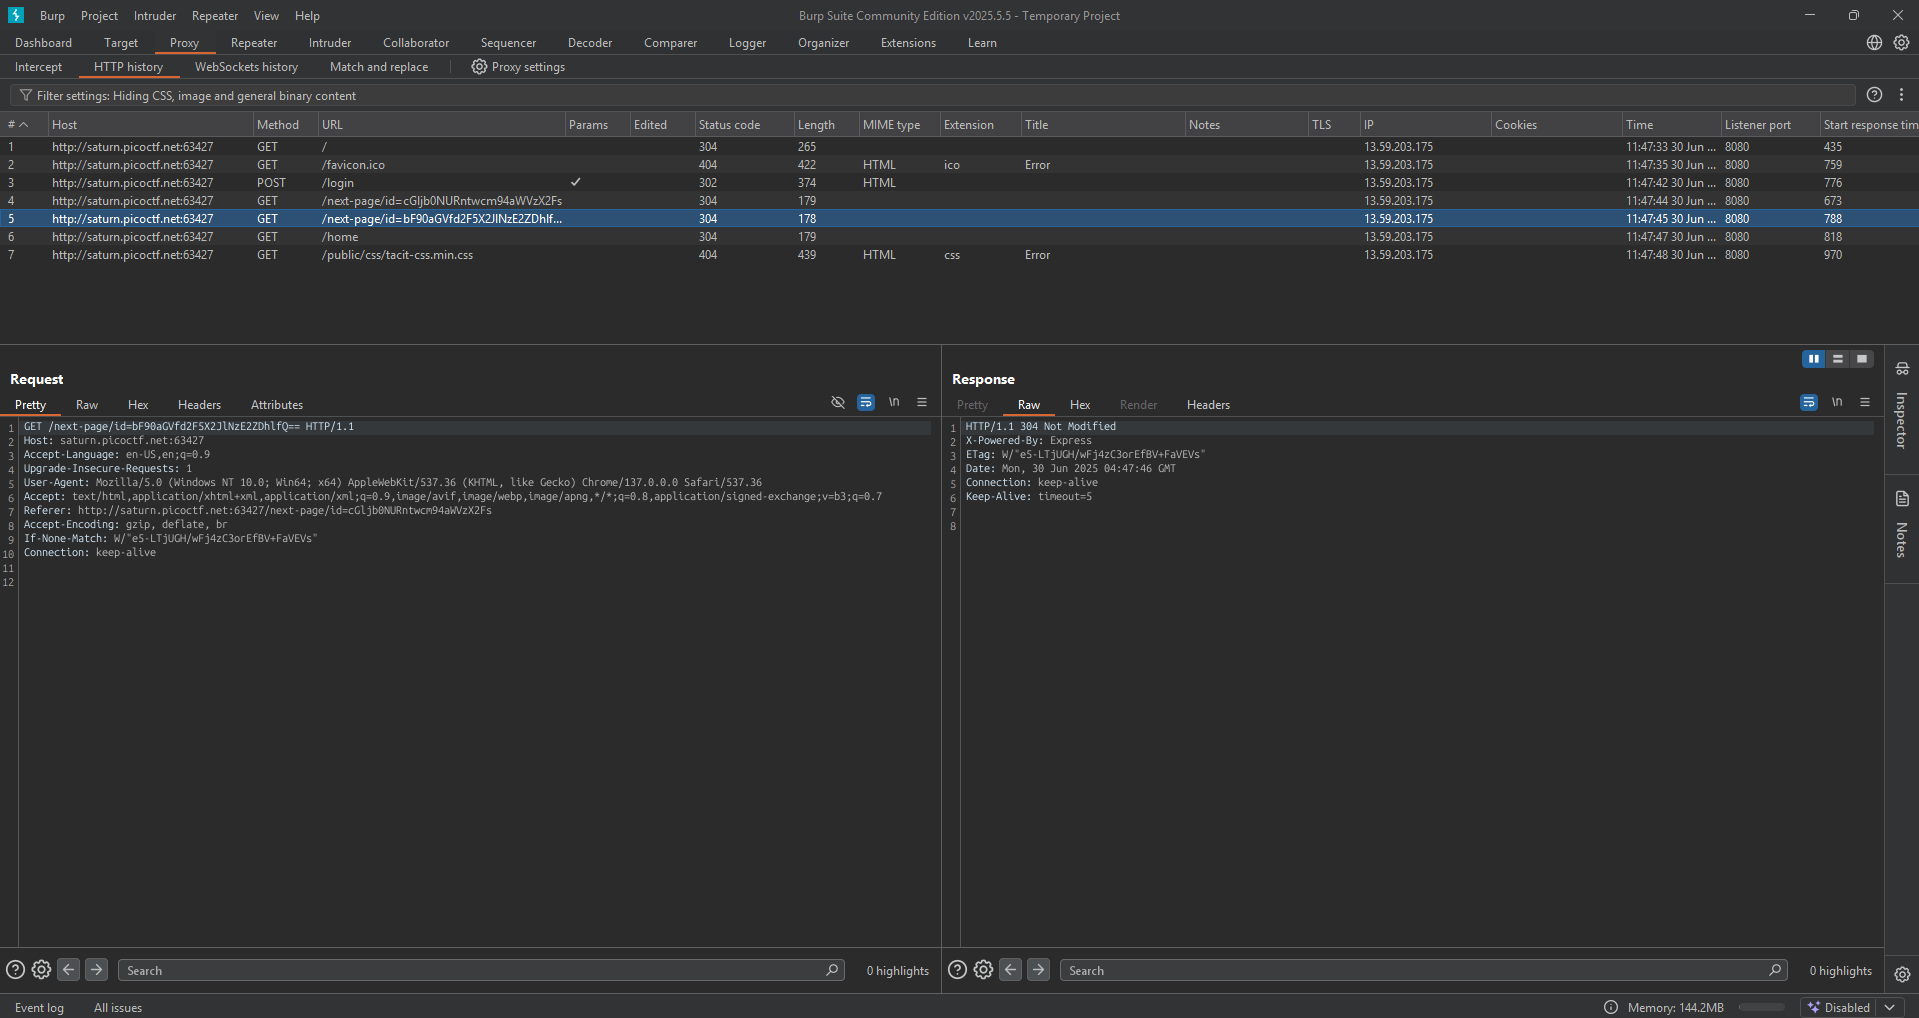 Burp Project Intruder Repeater View Help Burp Suite Community Edition v2025.5.5 - Temporary Project
Dashboard Target Proxy Repeater Intruder Collaborator Sequencer Decoder Comparer Logger Organizer Extensions Learn
Intercept HTTP history WebSockets history Match and replace Proxy settings
Filter settings: Hiding CSS, image and general binary content
# Host Method URL Params Edited Status code Length MIME type Extension Title Notes TLS IP Cookies Time Listener port Start response tim
1 http://saturn.picoctf.net:63427 GET / 304 265 13.59.203.175 11:47:33 30 Jun ... 8080 435
2 http://saturn.picoctf.net:63427 GET /favicon.ico 404 422 HTML ico Error 13.59.203.175 11:47:35 30 Jun ... 8080 759
3 http://saturn.picoctf.net:63427 POST /login ✓ 302 374 HTML 13.59.203.175 11:47:42 30 Jun ... 8080 776
4 http://saturn.picoctf.net:63427 GET /next-page/id=cGljb0NURntwcm94aWVzX2Fs 304 179 13.59.203.175 11:47:44 30 Jun ... 8080 673
5 http://saturn.picoctf.net:63427 GET /next-page/id=bF90aGVfd2F5X2JlNzE2ZDhlf... 304 178 13.59.203.175 11:47:45 30 Jun ... 8080 788
6 http://saturn.picoctf.net:63427 GET /home 304 179 13.59.203.175 11:47:47 30 Jun ... 8080 818
7 http://saturn.picoctf.net:63427 GET /public/css/tacit-css.min.css 404 439 HTML css Error 13.59.203.175 11:47:48 30 Jun ... 8080 970
Request
Pretty Raw Hex Headers Attributes \n
1 GET /next-page/id=bF90aGVfd2F5X2JlNzE2ZDhlfQ== HTTP/1.1
2 Host: saturn.picoctf.net:63427
3 Accept-Language: en-US,en;q=0.9
4 Upgrade-Insecure-Requests: 1
5 User-Agent: Mozilla/5.0 (Windows NT 10.0; Win64; x64) AppleWebKit/537.36 (KHTML, like Gecko) Chrome/137.0.0.0 Safari/537.36
6 Accept: text/html,application/xhtml+xml,application/xml;q=0.9,image/avif,image/webp,image/apng,*/*;q=0.8,application/signed-exchange;v=b3;q=0.7
7 Referer: http://saturn.picoctf.net:63427/next-page/id=cGljb0NURntwcm94aWVzX2Fs
8 Accept-Encoding: gzip, deflate, br
9 If-None-Match: W/"e5-LTjUGH/wFj4zC3orEfBV+FaVEVs"
10 Connection: keep-alive
11
12
Response
Pretty Raw Hex Render Headers \n
1 HTTP/1.1 304 Not Modified
2 X-Powered-By: Express
3 ETag: W/"e5-LTjUGH/wFj4zC3orEfBV+FaVEVs"
4 Date: Mon, 30 Jun 2025 04:47:46 GMT
5 Connection: keep-alive
6 Keep-Alive: timeout=5
7
8
Inspector
Notes
Search 0 highlights
Search 0 highlights
Event log All issues Memory: 144.2MB Disabled